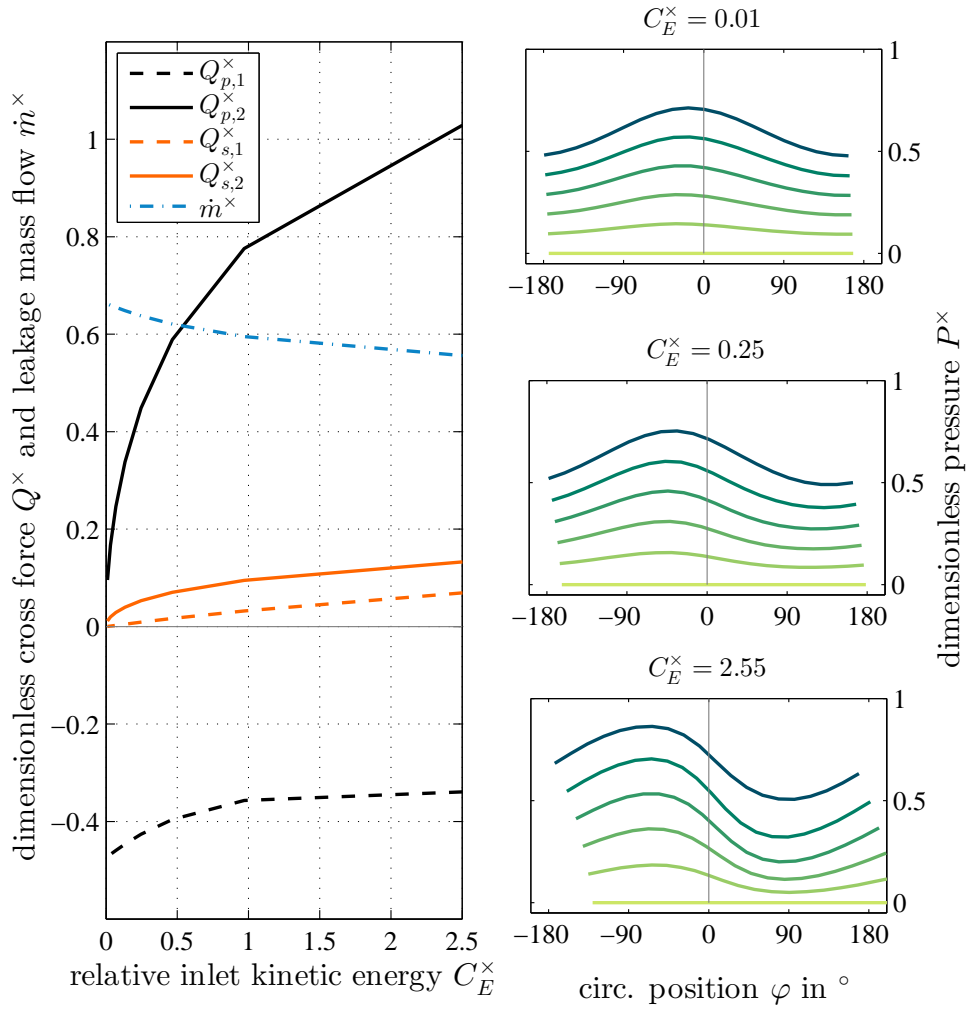 dimensionless cross force Q^× and leakage mass flow ṁ^×
Q^×_{p,1}
Q^×_{p,2}
Q^×_{s,1}
Q^×_{s,2}
ṁ^×
1
0.8
0.6
0.4
0.2
0
−0.2
−0.4
0 0.5 1 1.5 2 2.5
relative inlet kinetic energy C^×_E
C^×_E = 0.01
1
0.5
0
−180 −90 0 90 180
C^×_E = 0.25
1
0.5
0
−180 −90 0 90 180
C^×_E = 2.55
1
0.5
0
−180 −90 0 90 180
circ. position φ in °
dimensionless pressure P^×